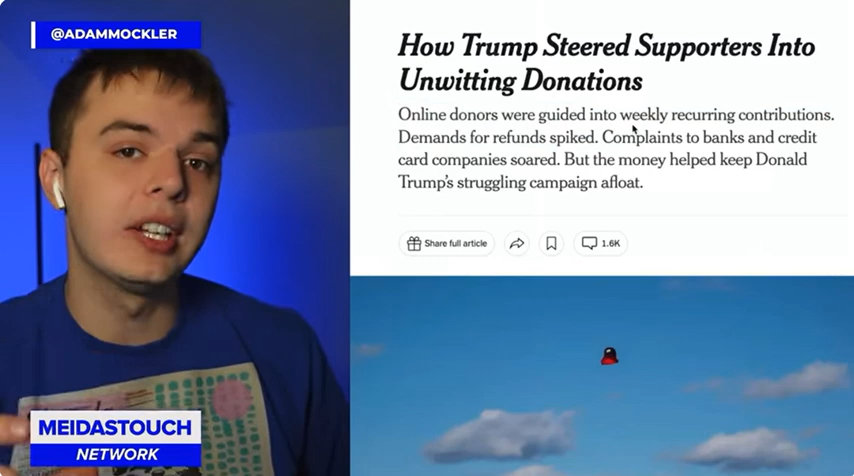 @ADAMMOCKLER
How Trump Steered Supporters Into
Unwitting Donations
Online donors were guided into weekly recurring contributions.
Demands for refunds spiked. Complaints to banks and credit
card companies soared. But the money helped keep Donald
Trump's struggling campaign afloat.
Share full article
1.6K
MEIDASTOUCH
NETWORK